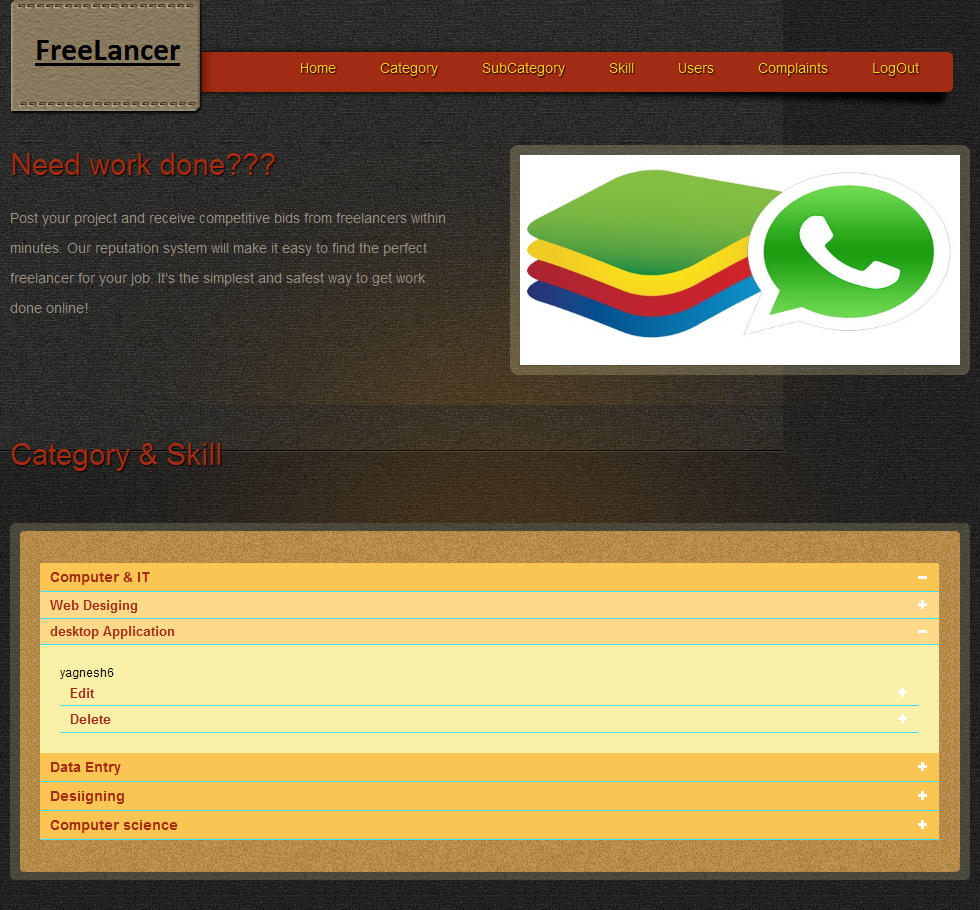 FreeLancer
Home Category SubCategory Skill Users Complaints LogOut
Need work done???
Post your project and receive competitive bids from freelancers within
minutes. Our reputation system will make it easy to find the perfect
freelancer for your job. It's the simplest and safest way to get work
done online!
Category & Skill
Computer & IT
Web Desiging
desktop Application
yagnesh6
Edit
Delete
Data Entry
Desiigning
Computer science